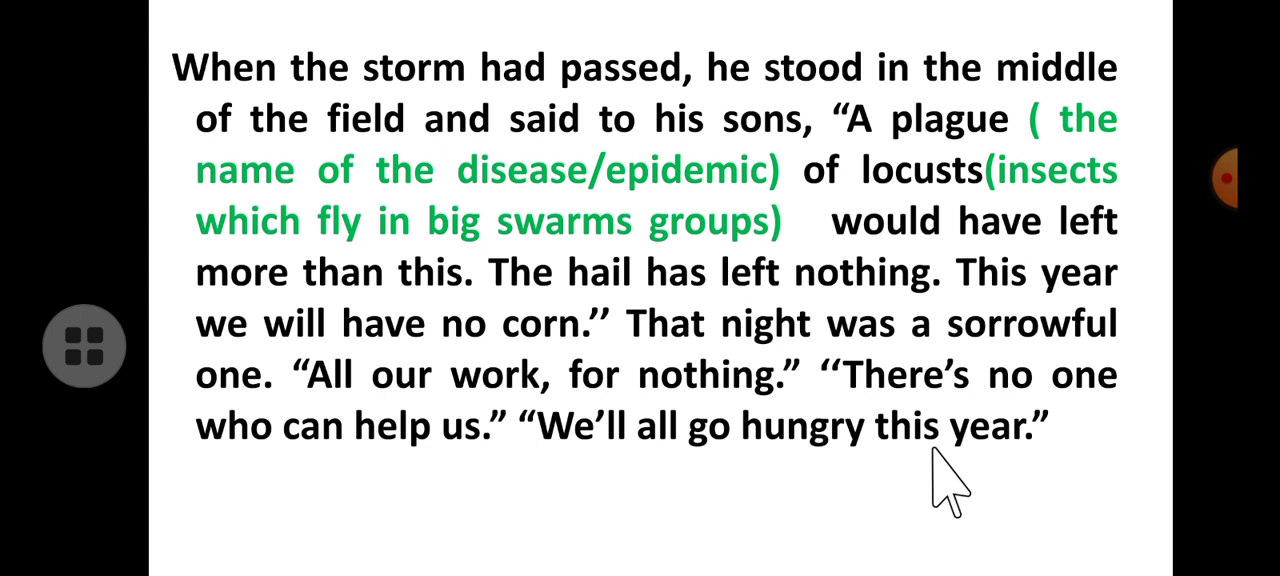 When the storm had passed, he stood in the middle
of the field and said to his sons, “A plague ( the
name of the disease/epidemic) of locusts(insects
which fly in big swarms groups) would have left
more than this. The hail has left nothing. This year
we will have no corn.’’ That night was a sorrowful
one. “All our work, for nothing.” ‘‘There’s no one
who can help us.” “We’ll all go hungry this year.”